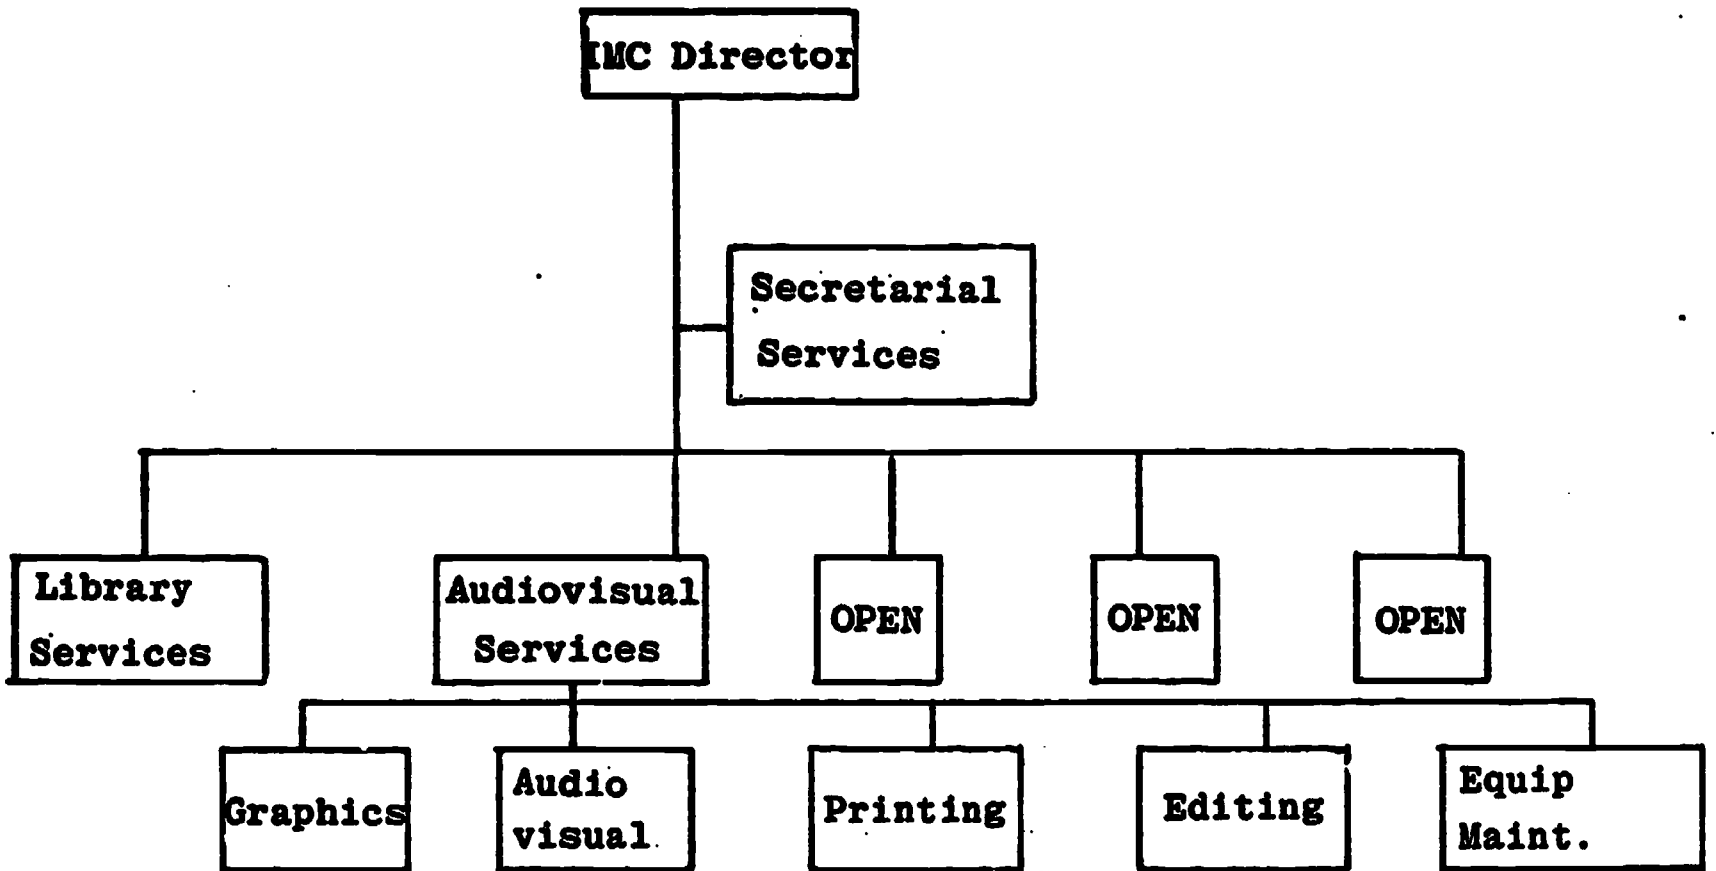 IMC Director
Secretarial
Services
Library
Services
Audiovisual
Services
OPEN
OPEN
OPEN
Graphics
Audio
visual
Printing
Editing
Equip
Maint.